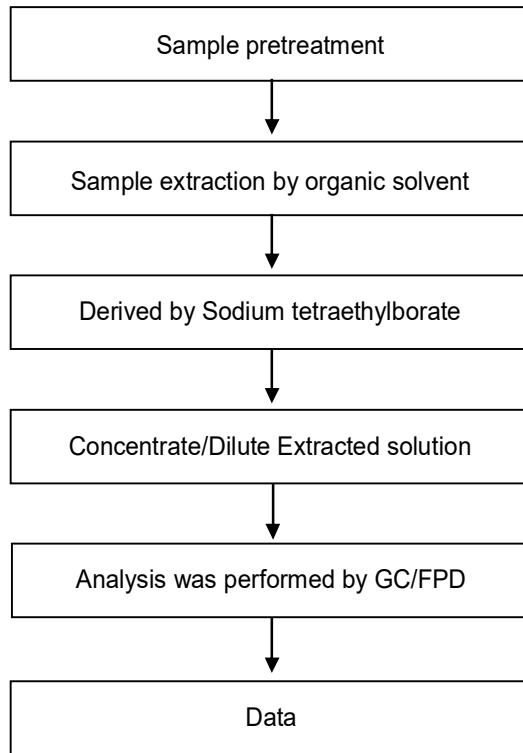 Sample pretreatment
Sample extraction by organic solvent
Derived by Sodium tetraethylborate
Concentrate/Dilute Extracted solution
Analysis was performed by GC/FPD
Data